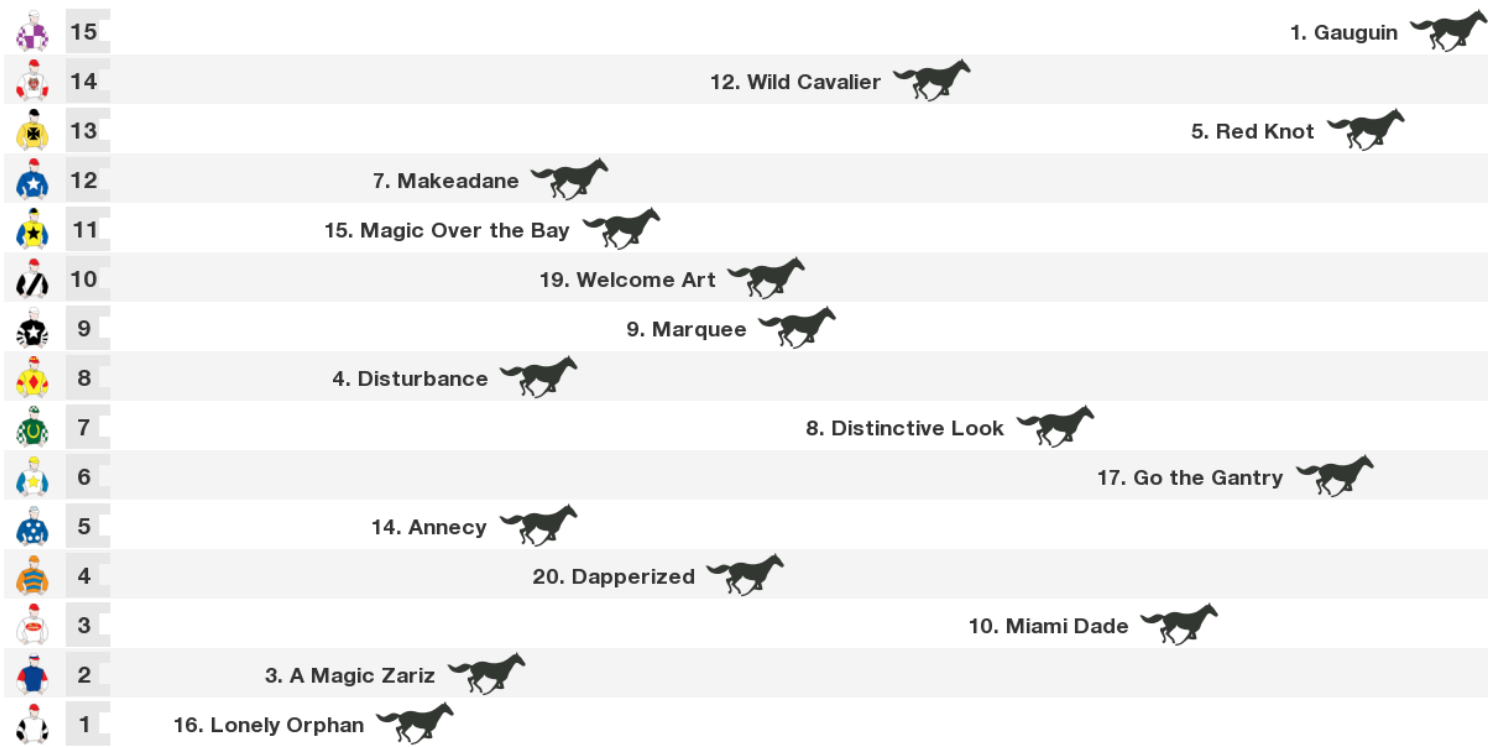 15 1. Gauguin
14 12. Wild Cavalier
13 5. Red Knot
12 7. Makeadane
11 15. Magic Over the Bay
10 19. Welcome Art
9 9. Marquee
8 4. Disturbance
7 8. Distinctive Look
6 17. Go the Gantry
5 14. Annecy
4 20. Dapperized
3 10. Miami Dade
2 3. A Magic Zariz
1 16. Lonely Orphan